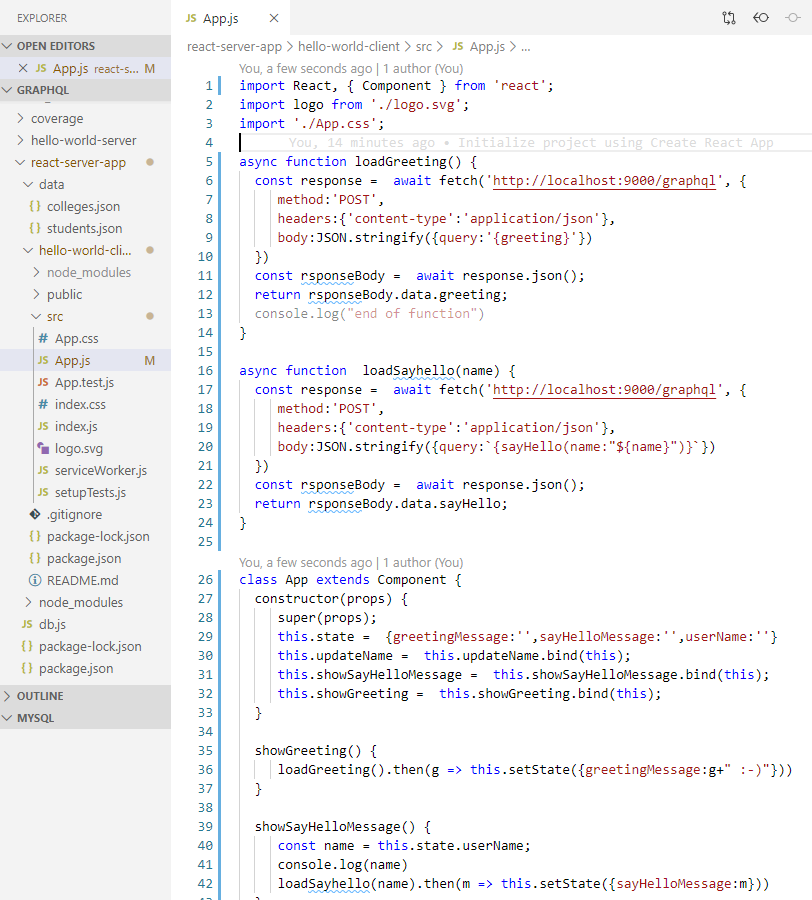 EXPLORER
OPEN EDITORS
JS App.js react-s... M
GRAPHQL
coverage
hello-world-server
react-server-app
data
{} colleges.json
{} students.json
hello-world-cli...
node_modules
public
src
# App.css
JS App.js M
JS App.test.js
# index.css
JS index.js
logo.svg
JS serviceWorker.js
JS setupTests.js
.gitignore
{} package-lock.json
{} package.json
README.md
node_modules
JS db.js
{} package-lock.json
{} package.json
OUTLINE
MYSQL
JS App.js
react-server-app > hello-world-client > src > JS App.js > ...
You, a few seconds ago | 1 author (You)
1 import React, { Component } from 'react';
2 import logo from './logo.svg';
3 import './App.css';
4 You, 14 minutes ago • Initialize project using Create React App
5 async function loadGreeting() {
6 const response =  await fetch('http://localhost:9000/graphql', {
7 method:'POST',
8 headers:{'content-type':'application/json'},
9 body:JSON.stringify({query:'{greeting}'})
10 })
11 const rsponseBody =  await response.json();
12 return rsponseBody.data.greeting;
13 console.log("end of function")
14 }
15
16 async function  loadSayhello(name) {
17 const response =  await fetch('http://localhost:9000/graphql', {
18 method:'POST',
19 headers:{'content-type':'application/json'},
20 body:JSON.stringify({query:`{sayHello(name:"${name}")}`})
21 })
22 const rsponseBody =  await response.json();
23 return rsponseBody.data.sayHello;
24 }
25
You, a few seconds ago | 1 author (You)
26 class App extends Component {
27 constructor(props) {
28 super(props);
29 this.state =  {greetingMessage:'',sayHelloMessage:'',userName:''}
30 this.updateName =  this.updateName.bind(this);
31 this.showSayHelloMessage =  this.showSayHelloMessage.bind(this);
32 this.showGreeting =  this.showGreeting.bind(this);
33 }
34
35 showGreeting() {
36 loadGreeting().then(g => this.setState({greetingMessage:g+" :-)"}))
37 }
38
39 showSayHelloMessage() {
40 const name = this.state.userName;
41 console.log(name)
42 loadSayhello(name).then(m => this.setState({sayHelloMessage:m}))